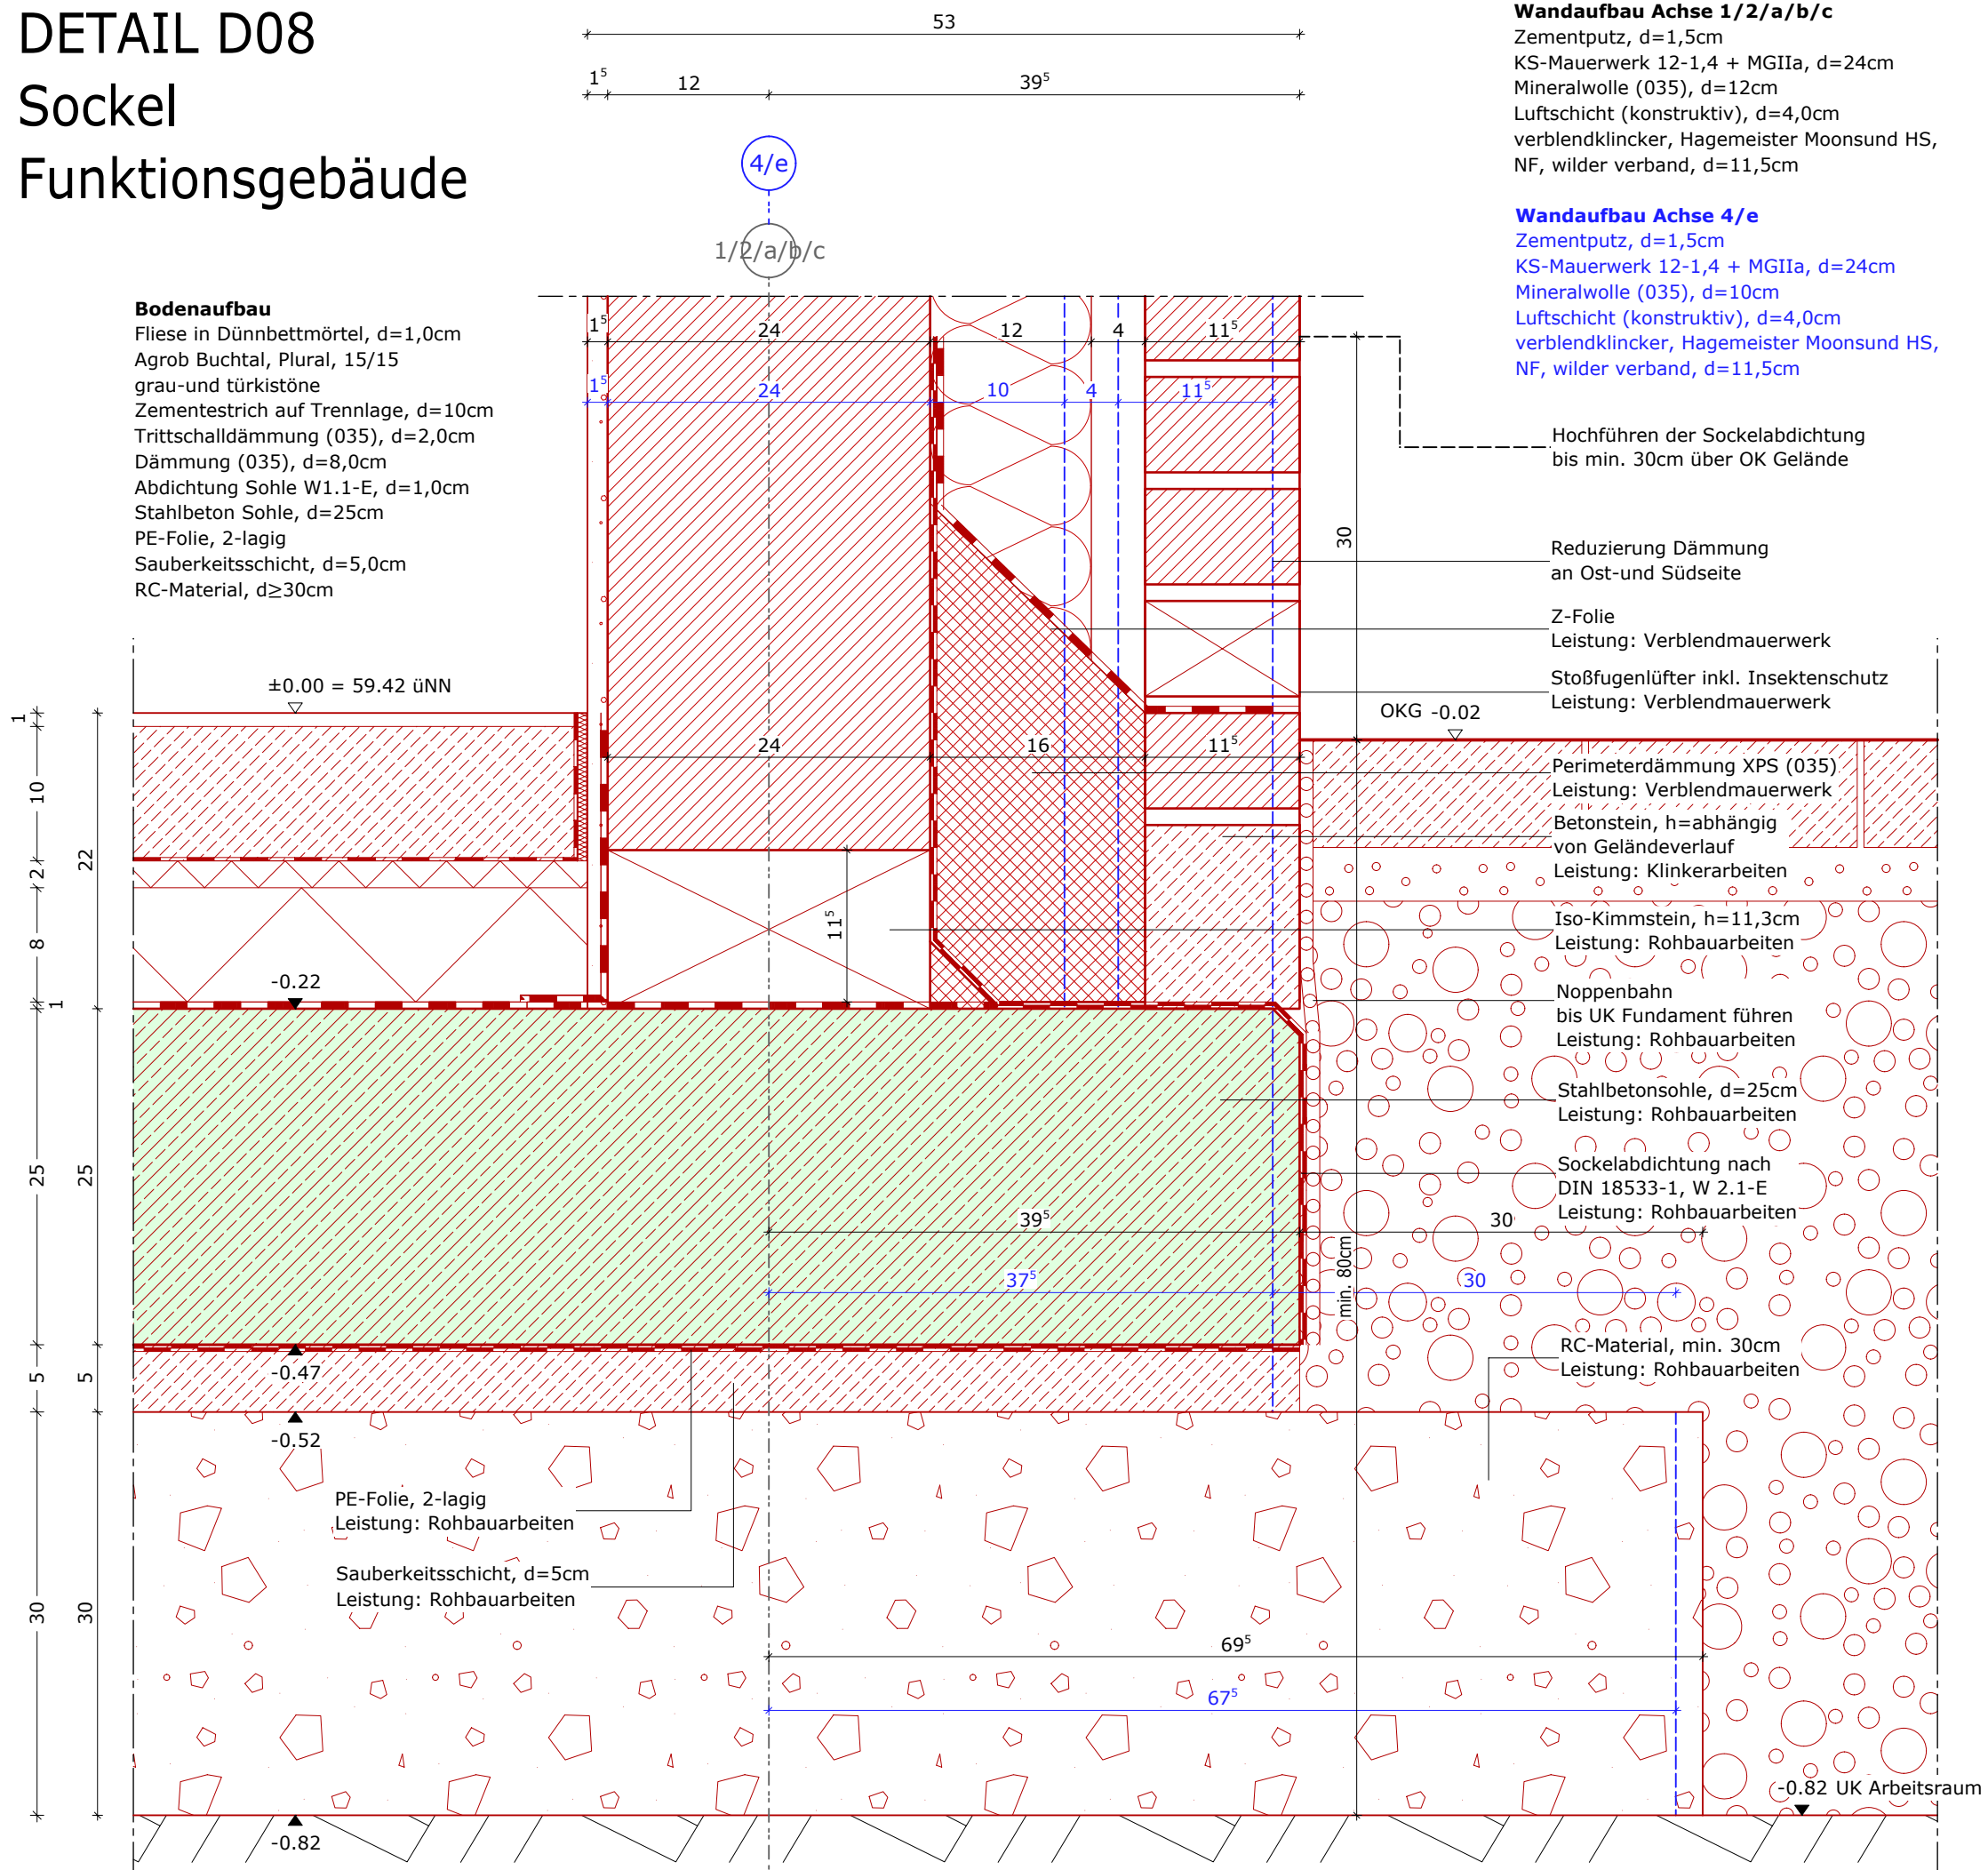 DETAIL D08
Sockel
Funktionsgebäude
53
1⁵
12
39⁵
4/e
1/2/a/b/c
Wandaufbau Achse 1/2/a/b/c
Zementputz, d=1,5cm
KS-Mauerwerk 12-1,4 + MGIIa, d=24cm
Mineralwolle (035), d=12cm
Luftschicht (konstruktiv), d=4,0cm
verblendklincker, Hagemeister Moonsund HS,
NF, wilder verband, d=11,5cm
Wandaufbau Achse 4/e
Zementputz, d=1,5cm
KS-Mauerwerk 12-1,4 + MGIIa, d=24cm
Mineralwolle (035), d=10cm
Luftschicht (konstruktiv), d=4,0cm
verblendklincker, Hagemeister Moonsund HS,
NF, wilder verband, d=11,5cm
Bodenaufbau
Fliese in Dünnbettmörtel, d=1,0cm
Agrob Buchtal, Plural, 15/15
grau-und türkistöne
Zementestrich auf Trennlage, d=10cm
Trittschalldämmung (035), d=2,0cm
Dämmung (035), d=8,0cm
Abdichtung Sohle W1.1-E, d=1,0cm
Stahlbeton Sohle, d=25cm
PE-Folie, 2-lagig
Sauberkeitsschicht, d=5,0cm
RC-Material, d≥30cm
1⁵
24
12
4
11⁵
1⁵
24
10
4
11⁵
Hochführen der Sockelabdichtung
bis min. 30cm über OK Gelände
30
Reduzierung Dämmung
an Ost-und Südseite
Z-Folie
Leistung: Verblendmauerwerk
Stoßfugenlüfter inkl. Insektenschutz
Leistung: Verblendmauerwerk
±0.00 = 59.42 üNN
OKG -0.02
24
16
11⁵
Perimeterdämmung XPS (035)
Leistung: Verblendmauerwerk
Betonstein, h=abhängig
von Geländeverlauf
Leistung: Klinkerarbeiten
11⁵
Iso-Kimmstein, h=11,3cm
Leistung: Rohbauarbeiten
-0.22
Noppenbahn
bis UK Fundament führen
Leistung: Rohbauarbeiten
Stahlbetonsohle, d=25cm
Leistung: Rohbauarbeiten
Sockelabdichtung nach
DIN 18533-1, W 2.1-E
Leistung: Rohbauarbeiten
39⁵
30
37⁵
30
min. 80cm
RC-Material, min. 30cm
Leistung: Rohbauarbeiten
-0.47
-0.52
PE-Folie, 2-lagig
Leistung: Rohbauarbeiten
Sauberkeitsschicht, d=5cm
Leistung: Rohbauarbeiten
69⁵
67⁵
-0.82 UK Arbeitsraum
-0.82
1
10
2
8
1
25
5
30
22
25
5
30